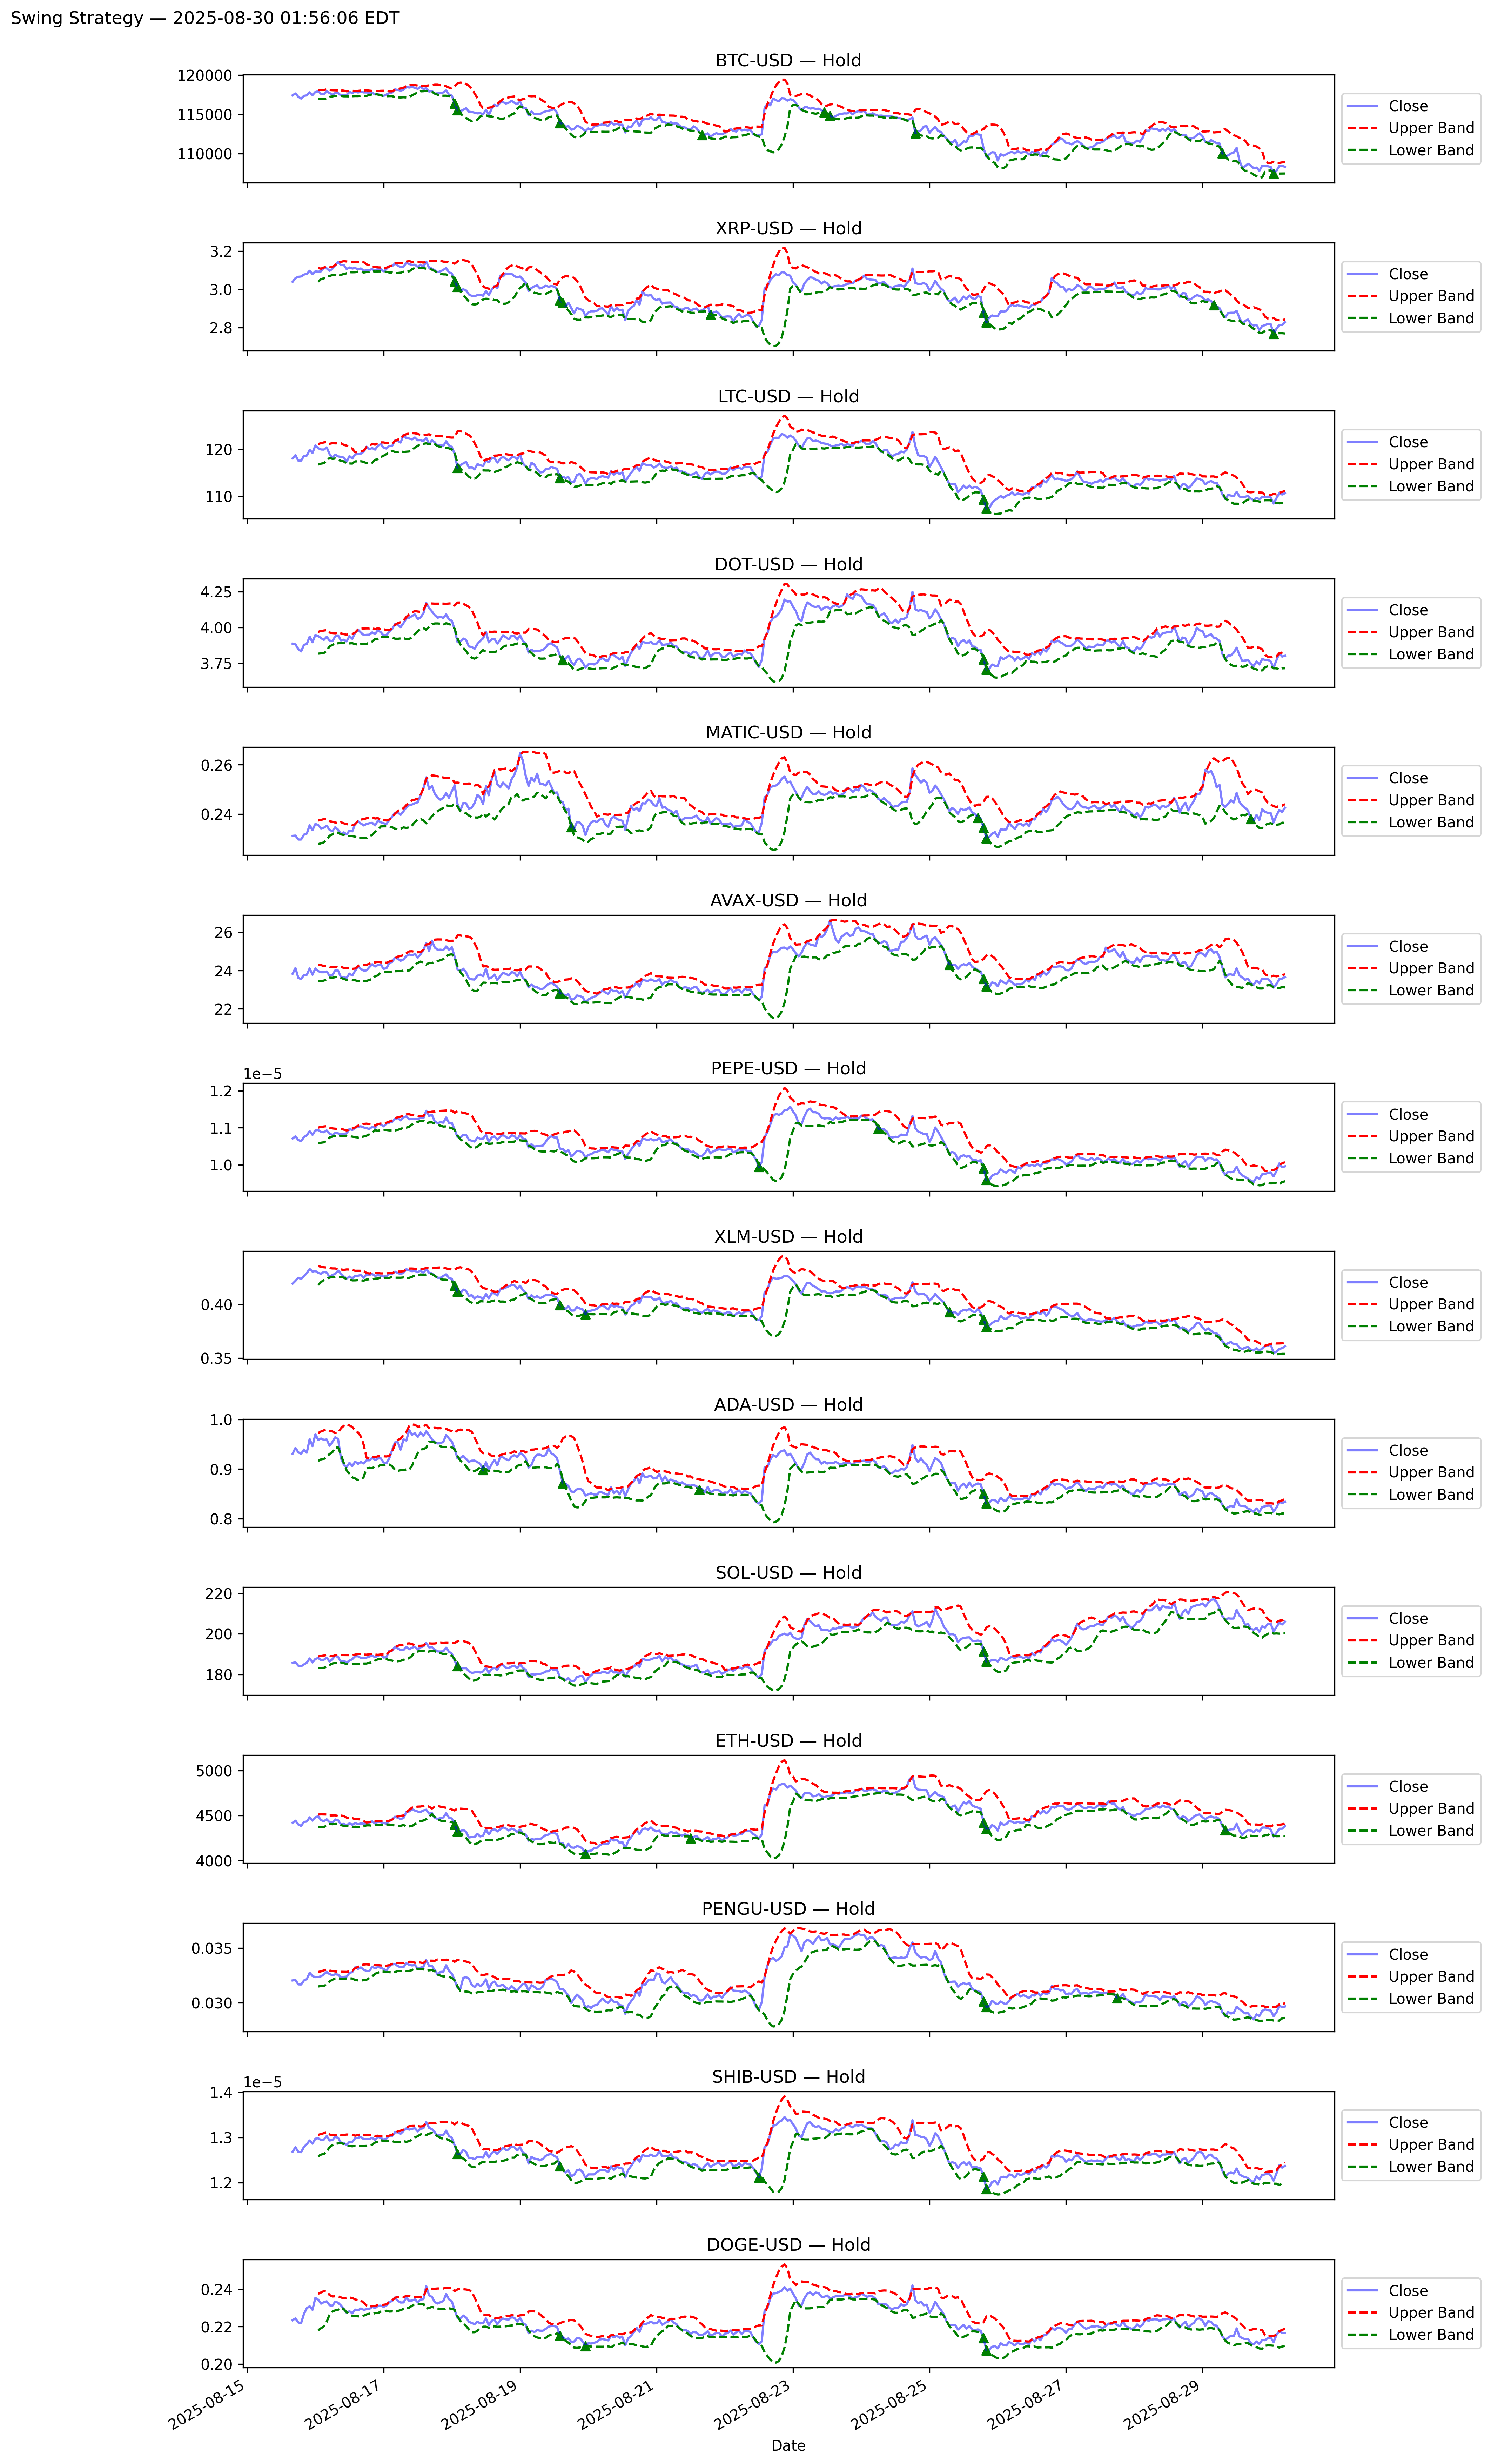 Swing Strategy — 2025-08-30 01:56:06 EDT
BTC-USD — Hold
120000
115000
110000
Close
Upper Band
Lower Band
XRP-USD — Hold
3.2
3.0
2.8
Close
Upper Band
Lower Band
LTC-USD — Hold
120
110
Close
Upper Band
Lower Band
DOT-USD — Hold
4.25
4.00
3.75
Close
Upper Band
Lower Band
MATIC-USD — Hold
0.26
0.24
Close
Upper Band
Lower Band
AVAX-USD — Hold
26
24
22
Close
Upper Band
Lower Band
PEPE-USD — Hold
1e−5
1.2
1.1
1.0
Close
Upper Band
Lower Band
XLM-USD — Hold
0.40
0.35
Close
Upper Band
Lower Band
ADA-USD — Hold
1.0
0.9
0.8
Close
Upper Band
Lower Band
SOL-USD — Hold
220
200
180
Close
Upper Band
Lower Band
ETH-USD — Hold
5000
4500
4000
Close
Upper Band
Lower Band
PENGU-USD — Hold
0.035
0.030
Close
Upper Band
Lower Band
SHIB-USD — Hold
1e−5
1.4
1.3
1.2
Close
Upper Band
Lower Band
DOGE-USD — Hold
0.24
0.22
0.20
Close
Upper Band
Lower Band
2025-08-15
2025-08-17
2025-08-19
2025-08-21
2025-08-23
2025-08-25
2025-08-27
2025-08-29
Date